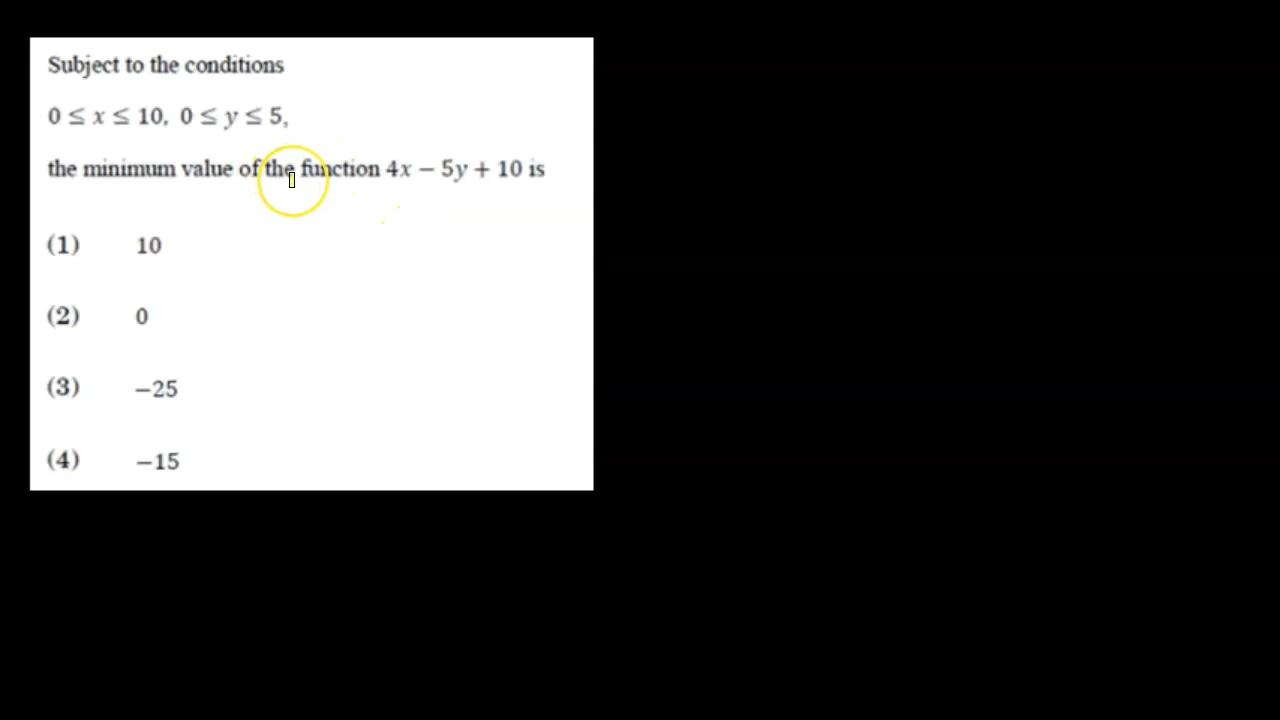 Subject to the conditions
0 ≤ x ≤ 10, 0 ≤ y ≤ 5,
the minimum value of the function 4x − 5y + 10 is
(1) 10
(2) 0
(3) −25
(4) −15